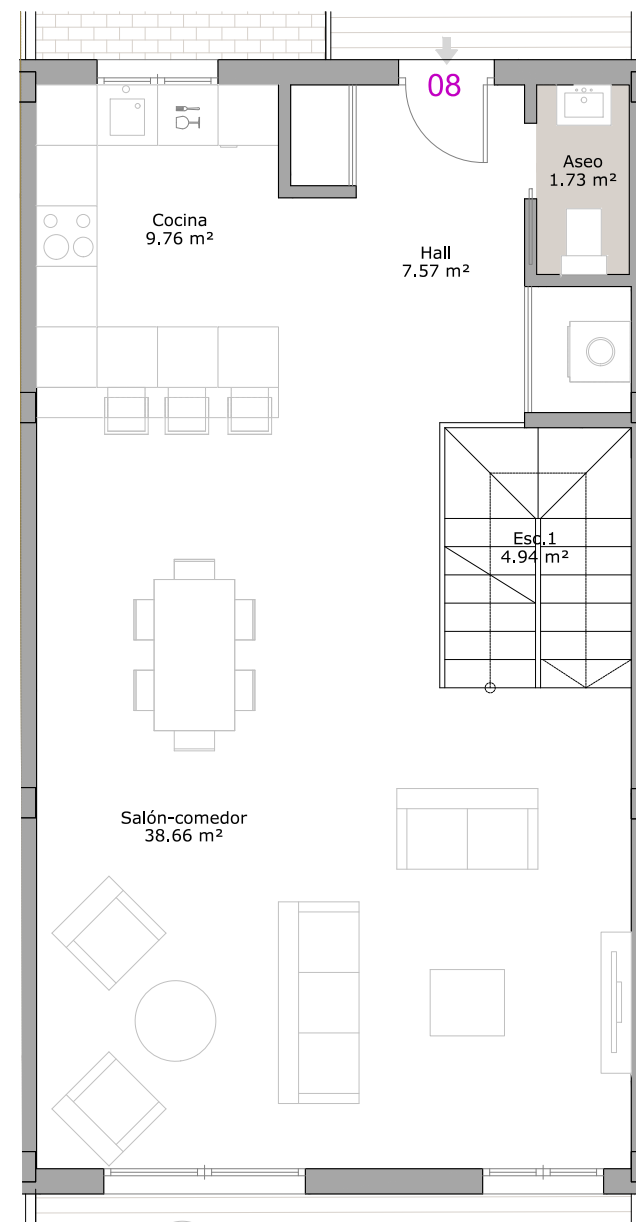 08
Aseo
1.73 m²
Cocina
9.76 m²
Hall
7.57 m²
Esc.1
4.94 m²
Salón-comedor
38.66 m²